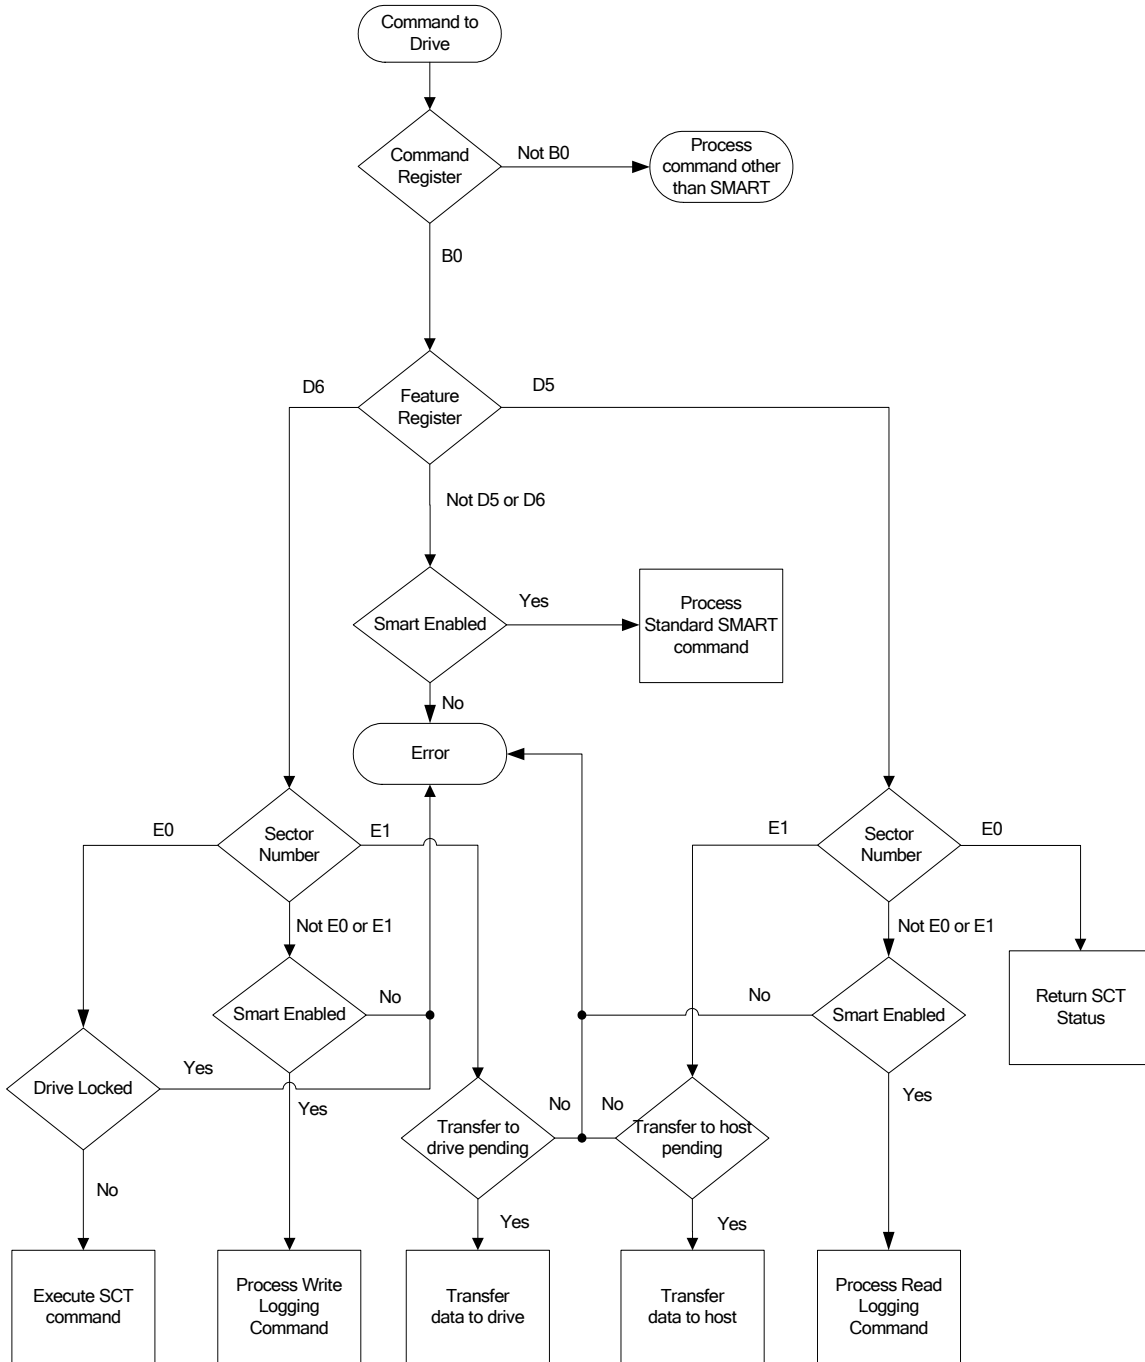 Command to
Drive
Command
Register
Not B0
Process
command other
than SMART
B0
D6
Feature
Register
D5
Not D5 or D6
Smart Enabled
Yes
Process
Standard SMART
command
No
Error
E0
Sector
Number
E1
E1
Sector
Number
E0
Not E0 or E1
Not E0 or E1
Smart Enabled
No
No
Smart Enabled
Return SCT
Status
Drive Locked
Yes
Yes
Transfer to
drive pending
No
No
Transfer to host
pending
Yes
No
Yes
Yes
Execute SCT
command
Process Write
Logging
Command
Transfer
data to drive
Transfer
data to host
Process Read
Logging
Command